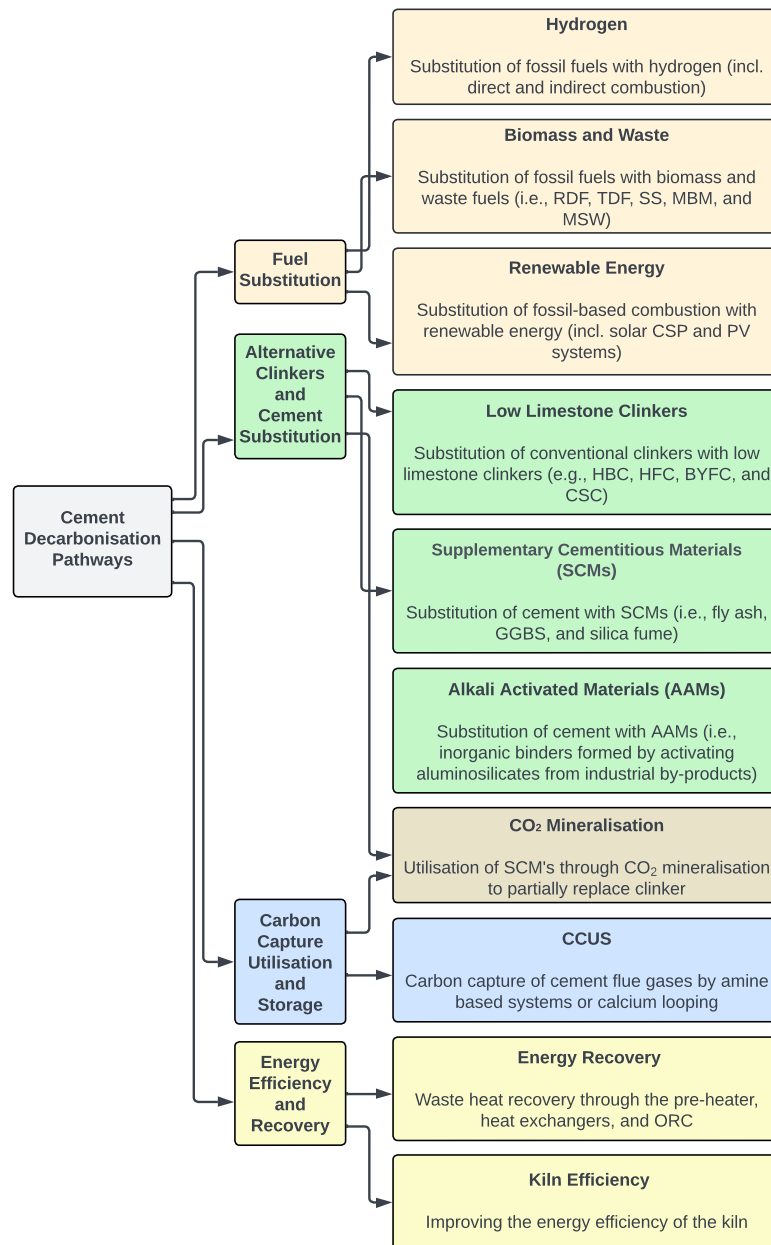 Hydrogen
Substitution of fossil fuels with hydrogen (incl.
direct and indirect combustion)
Biomass and Waste
Substitution of fossil fuels with biomass and
waste fuels (i.e., RDF, TDF, SS, MBM, and
MSW)
Fuel
Substitution
Renewable Energy
Substitution of fossil-based combustion with
renewable energy (incl. solar CSP and PV
systems)
Alternative
Clinkers
and
Cement
Substitution
Low Limestone Clinkers
Substitution of conventional clinkers with low
limestone clinkers (e.g., HBC, HFC, BYFC, and
CSC)
Cement
Decarbonisation
Pathways
Supplementary Cementitious Materials
(SCMs)
Substitution of cement with SCMs (i.e., fly ash,
GGBS, and silica fume)
Alkali Activated Materials (AAMs)
Substitution of cement with AAMs (i.e.,
inorganic binders formed by activating
aluminosilicates from industrial by-products)
CO₂ Mineralisation
Utilisation of SCM's through CO₂ mineralisation
to partially replace clinker
Carbon
Capture
Utilisation
and
Storage
CCUS
Carbon capture of cement flue gases by amine
based systems or calcium looping
Energy
Efficiency
and
Recovery
Energy Recovery
Waste heat recovery through the pre-heater,
heat exchangers, and ORC
Kiln Efficiency
Improving the energy efficiency of the kiln